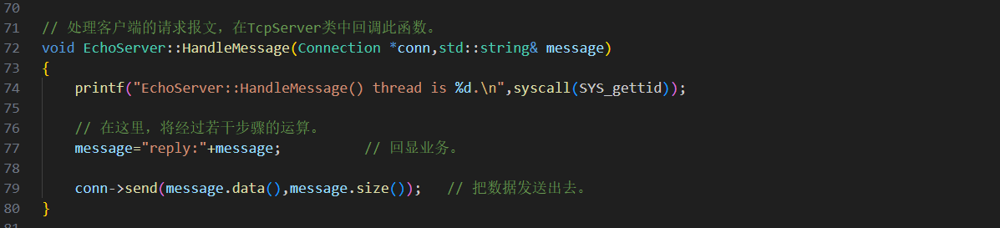 70
71 // 处理客户端的请求报文，在TcpServer类中回调此函数。
72 void EchoServer::HandleMessage(Connection *conn,std::string& message)
73 {
74     printf("EchoServer::HandleMessage() thread is %d.\n",syscall(SYS_gettid));
75
76     // 在这里，将经过若干步骤的运算。
77     message="reply:"+message;          // 回显业务。
78
79     conn->send(message.data(),message.size());   // 把数据发送出去。
80 }
81